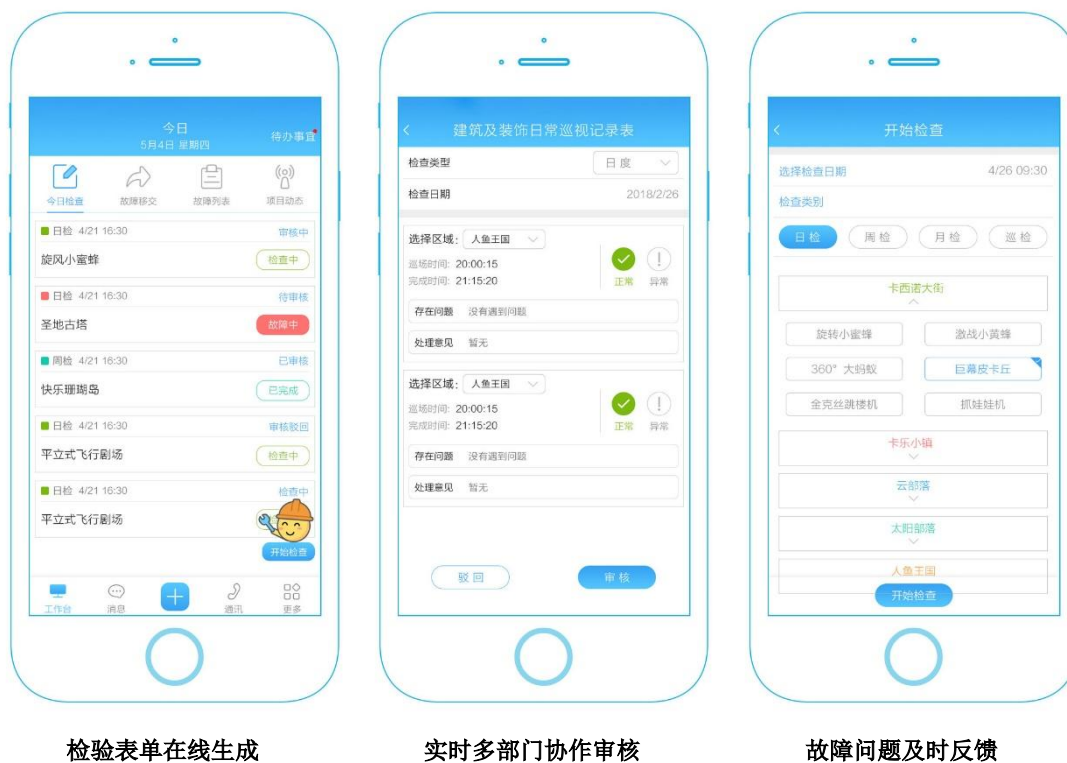 今日
5月4日 星期四
待办事宜
今日检查
故障移交
故障列表
项目动态
日检 4/21 16:30
审核中
旋风小蜜蜂
检查中
日检 4/21 16:30
待审核
圣地古塔
故障中
周检 4/21 16:30
已审核
快乐珊瑚岛
已完成
日检 4/21 16:30
审核驳回
平立式飞行剧场
检查中
日检 4/21 16:30
检查中
平立式飞行剧场
开始检查
工作台
消息
通讯
更多
检验表单在线生成
建筑及装饰日常巡视记录表
检查类型
日 度
检查日期
2018/2/26
选择区域：
人鱼王国
巡场时间: 20:00:15
完成时间: 21:15:20
正常
异常
存在问题 没有遇到问题
处理意见 暂无
选择区域：
人鱼王国
巡场时间: 20:00:15
完成时间: 21:15:20
正常
异常
存在问题 没有遇到问题
处理意见 暂无
驳 回
审 核
实时多部门协作审核
开始检查
选择检查日期
4/26 09:30
检查类别
日 检
周 检
月 检
巡 检
卡西诺大街
旋转小蜜蜂
激战小黄蜂
360° 大蚂蚁
巨幕皮卡丘
金克丝跳楼机
抓娃娃机
卡乐小镇
云部落
太阳部落
人鱼王国
开始检查
故障问题及时反馈